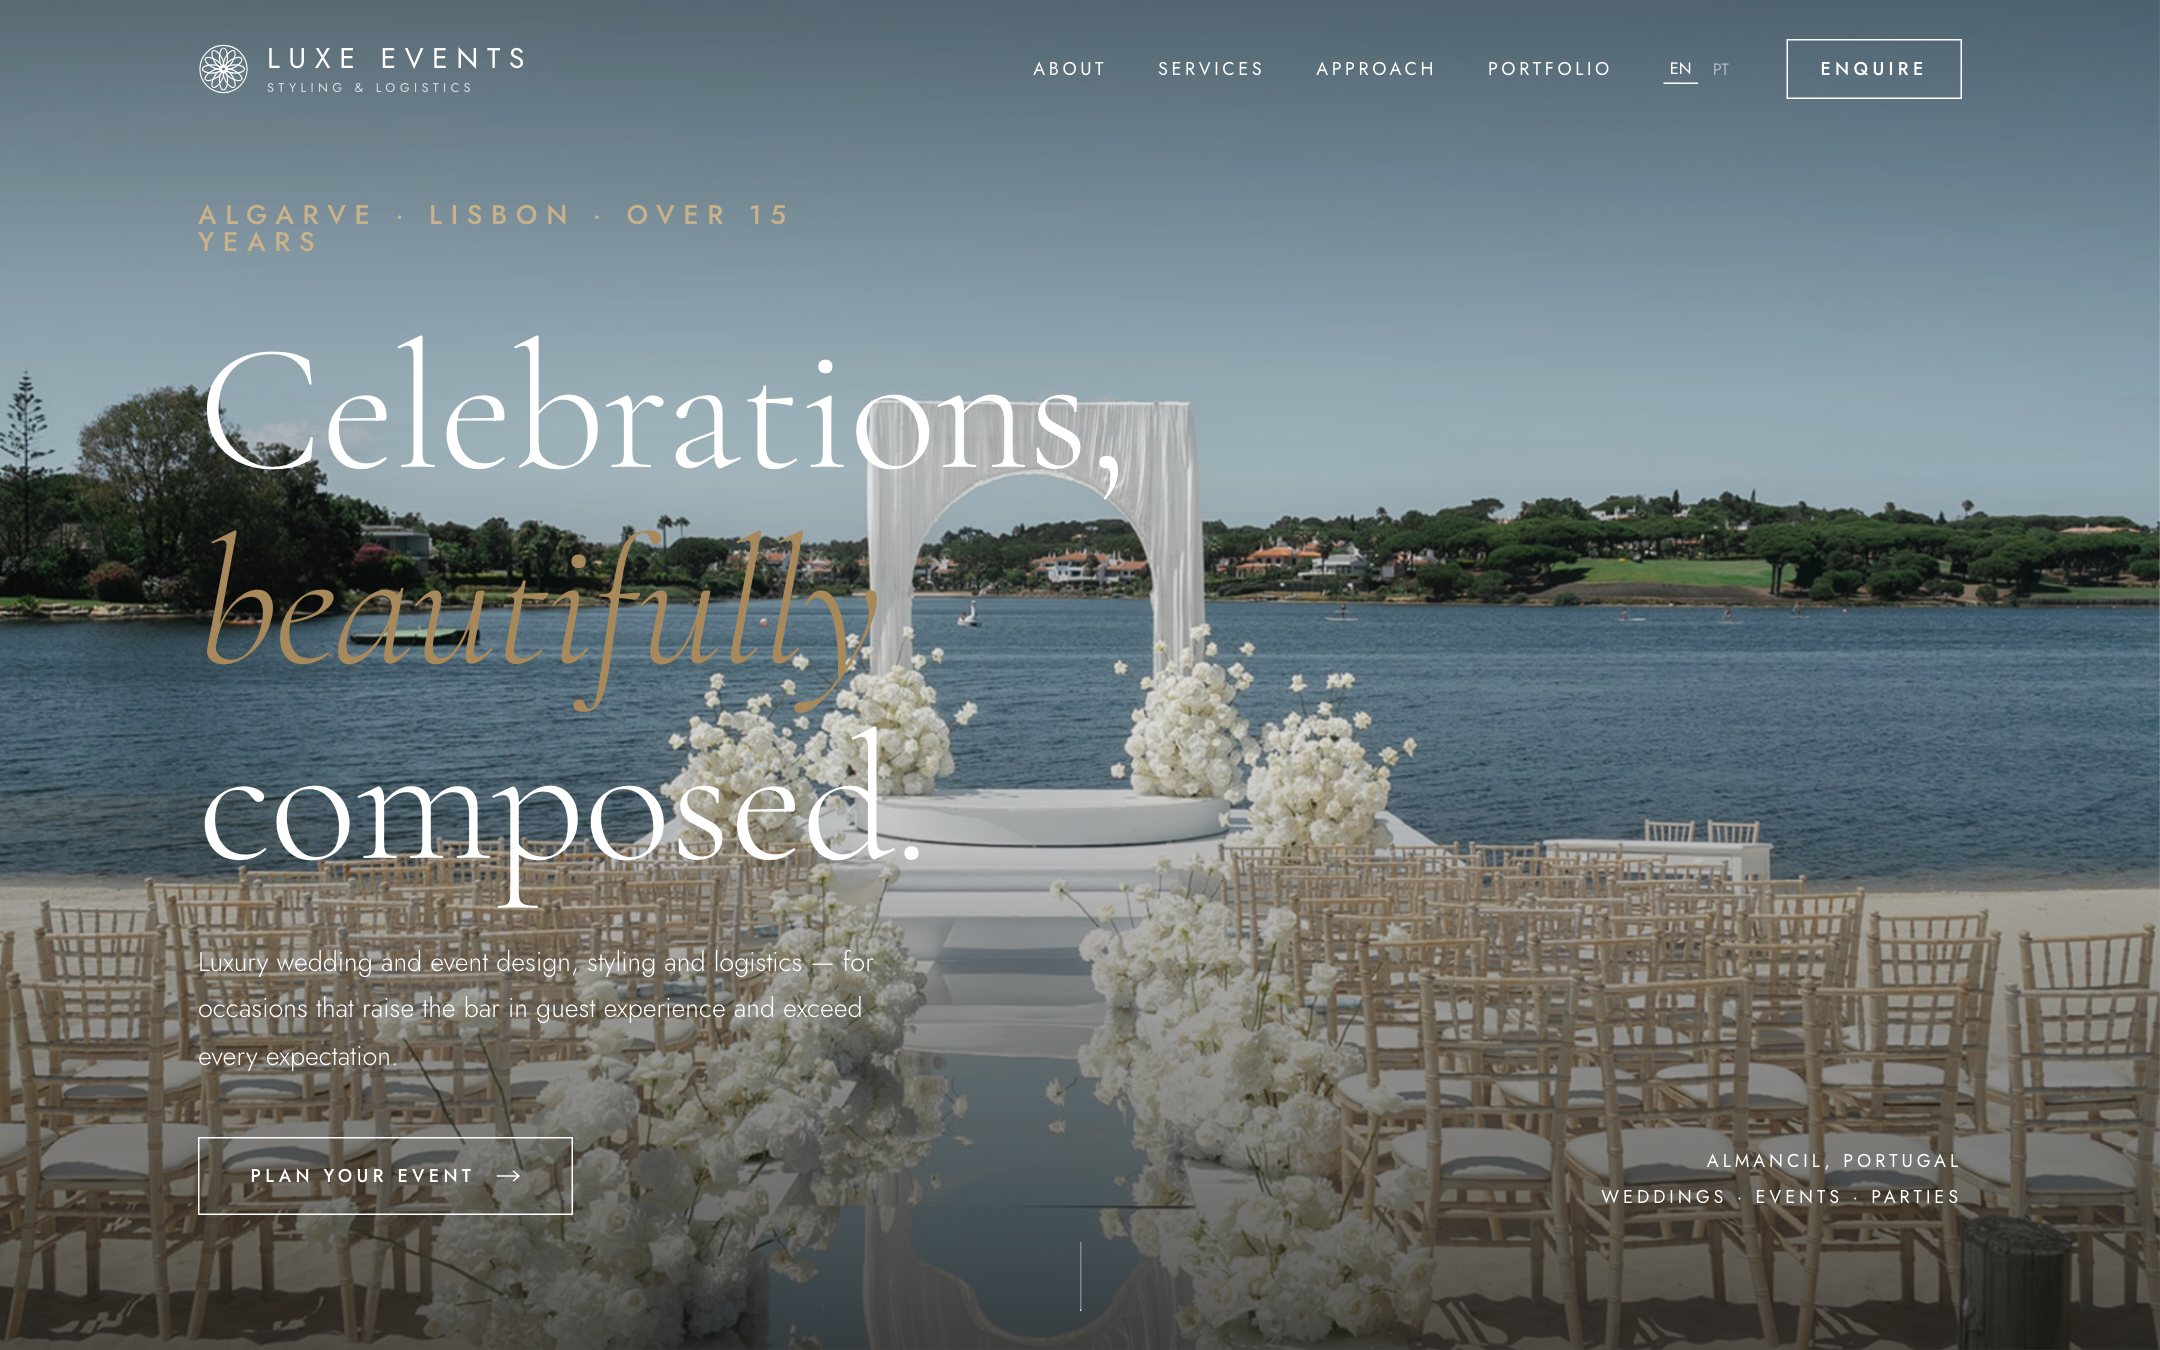 LUXE EVENTS
STYLING & LOGISTICS
ABOUT
SERVICES
APPROACH
PORTFOLIO
EN
PT
ENQUIRE
ALGARVE · LISBON · OVER 15
YEARS
Celebrations,
beautifully
composed.
Luxury wedding and event design, styling and logistics — for
occasions that raise the bar in guest experience and exceed
every expectation.
PLAN YOUR EVENT →
ALMANCIL, PORTUGAL
WEDDINGS · EVENTS · PARTIES